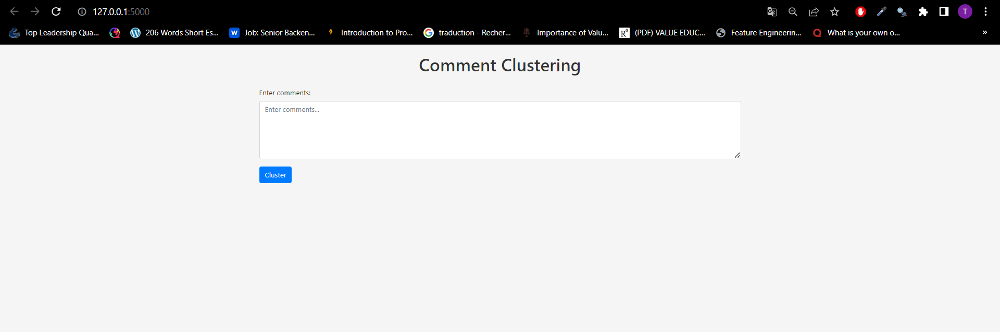 127.0.0.1:5000
T
Top Leadership Qua... 206 Words Short Es... W Job: Senior Backen... Introduction to Pro... traduction - Recher... Importance of Valu... RG (PDF) VALUE EDUC... Feature Engineerin... What is your own o... »
Comment Clustering
Enter comments:
Enter comments...
Cluster